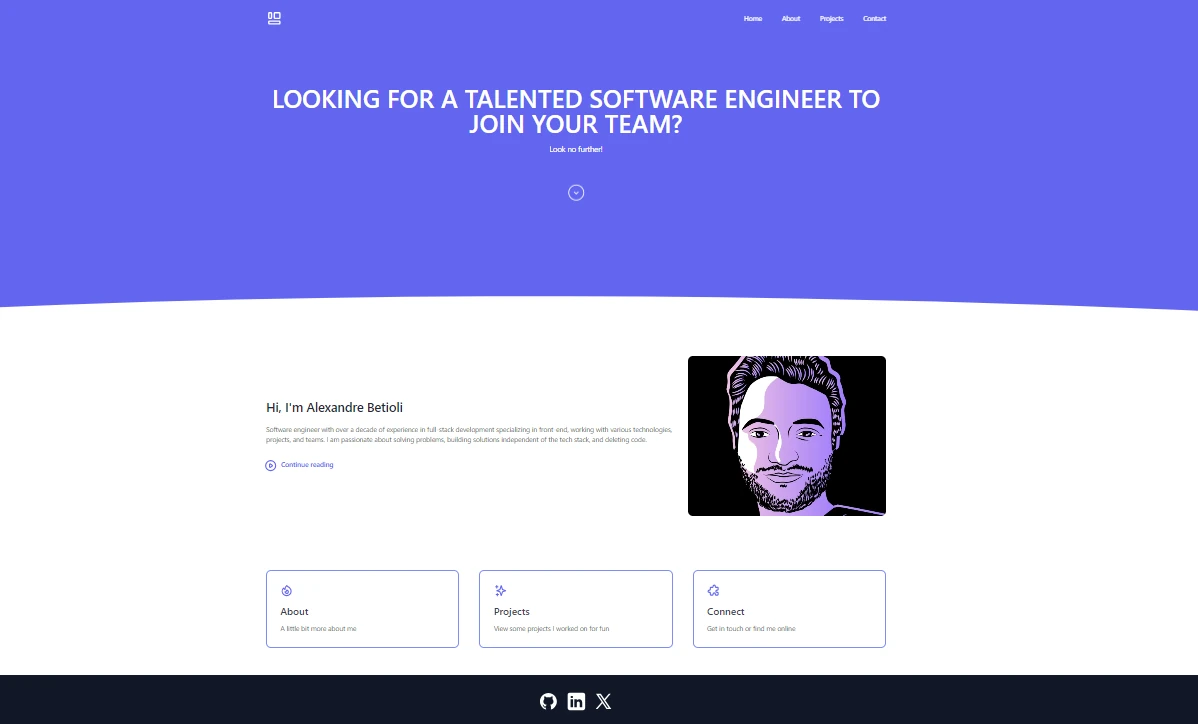 Home About Projects Contact
LOOKING FOR A TALENTED SOFTWARE ENGINEER TO
JOIN YOUR TEAM?
Look no further!
Hi, I'm Alexandre Betioli
Software engineer with over a decade of experience in full-stack development specializing in front-end, working with various technologies,
projects, and teams. I am passionate about solving problems, building solutions independent of the tech stack, and deleting code.
Continue reading
About
A little bit more about me
Projects
View some projects I worked on for fun
Connect
Get in touch or find me online